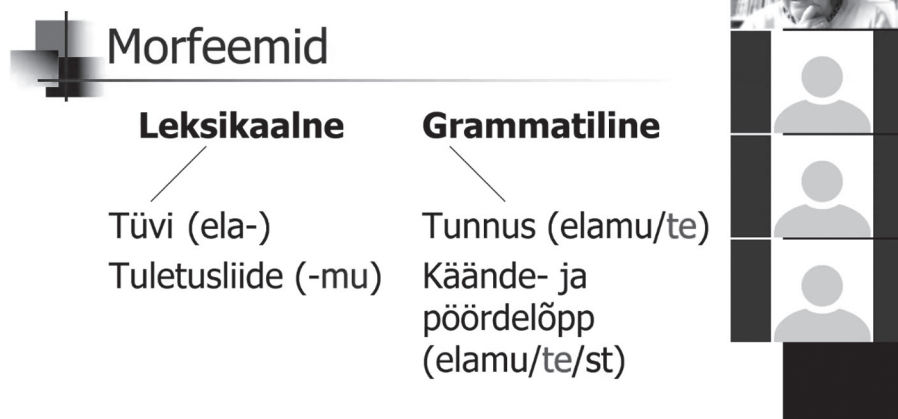 Morfeemid
Leksikaalne
Tüvi (ela-)
Tuletusliide (-mu)
Grammatiline
Tunnus (elamu/te)
Käände- ja
pöördelõpp
(elamu/te/st)